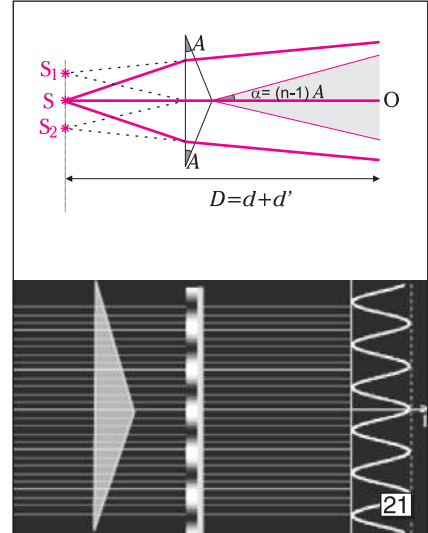 A
S₁
S
α=(n-1) A
O
S₂
A
D=d+d’
21